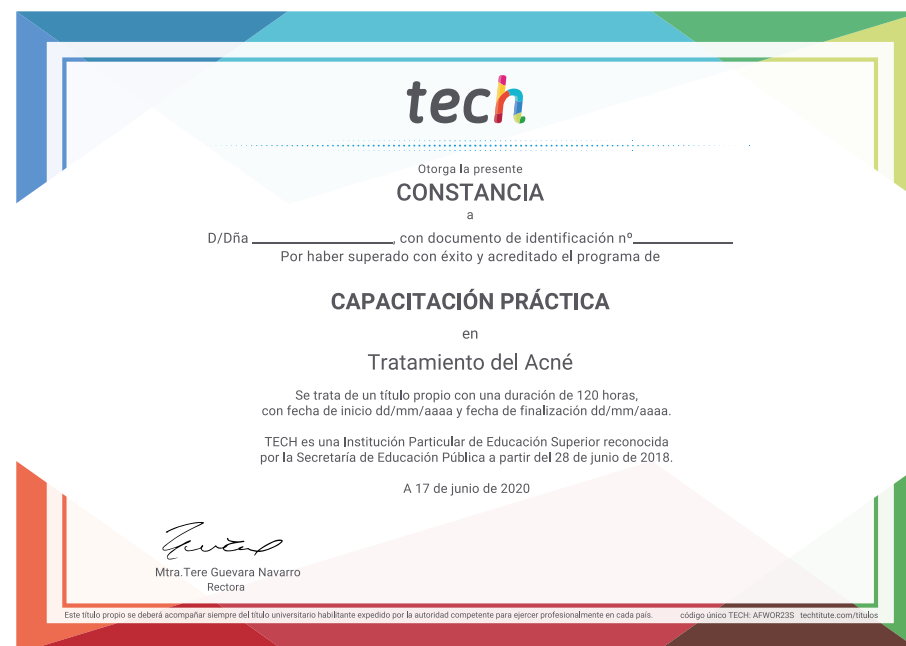 tech
Otorga la presente
CONSTANCIA
a
D/Dña ____________________, con documento de identificación nº______________
Por haber superado con éxito y acreditado el programa de
CAPACITACIÓN PRÁCTICA
en
Tratamiento del Acné
Se trata de un título propio con una duración de 120 horas,
con fecha de inicio dd/mm/aaaa y fecha de finalización dd/mm/aaaa.
TECH es una Institución Particular de Educación Superior reconocida
por la Secretaría de Educación Pública a partir del 28 de junio de 2018.
A 17 de junio de 2020
Mtra.Tere Guevara Navarro
Rectora
Este título propio se deberá acompañar siempre del título universitario habilitante expedido por la autoridad competente para ejercer profesionalmente en cada país. código único TECH: AFWOR23S techtitute.com/titulos